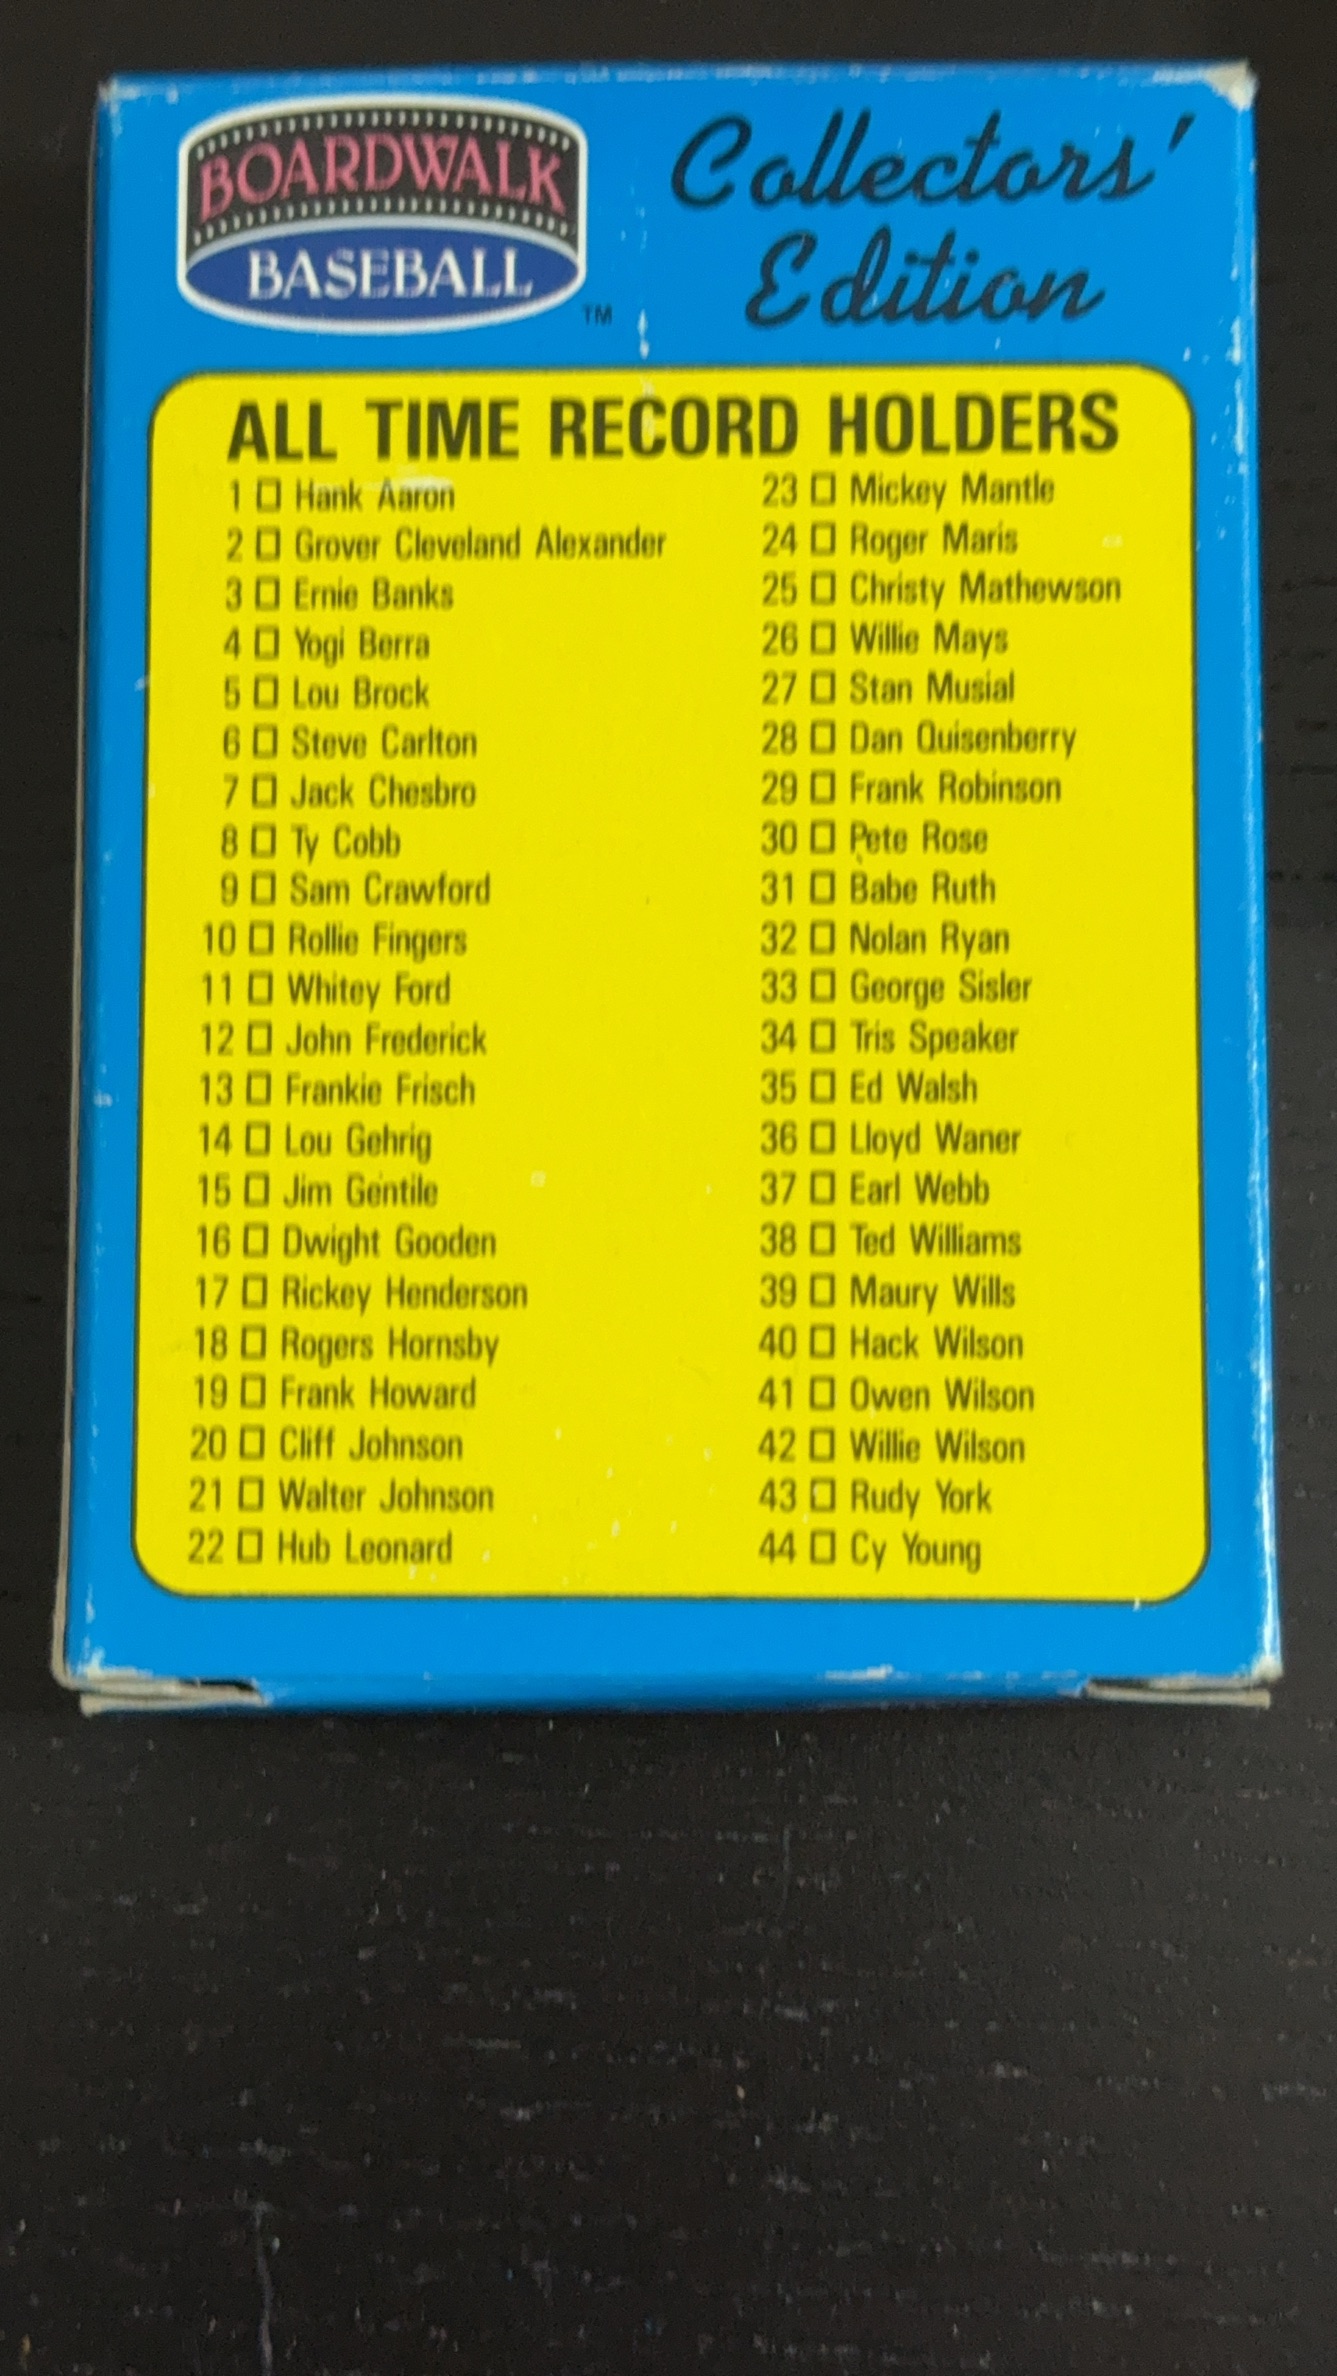 BOARDWALK
BASEBALL
TM
Collectors'
Edition
ALL TIME RECORD HOLDERS
1 ☐ Hank Aaron
2 ☐ Grover Cleveland Alexander
3 ☐ Ernie Banks
4 ☐ Yogi Berra
5 ☐ Lou Brock
6 ☐ Steve Carlton
7 ☐ Jack Chesbro
8 ☐ Ty Cobb
9 ☐ Sam Crawford
10 ☐ Rollie Fingers
11 ☐ Whitey Ford
12 ☐ John Frederick
13 ☐ Frankie Frisch
14 ☐ Lou Gehrig
15 ☐ Jim Gentile
16 ☐ Dwight Gooden
17 ☐ Rickey Henderson
18 ☐ Rogers Hornsby
19 ☐ Frank Howard
20 ☐ Cliff Johnson
21 ☐ Walter Johnson
22 ☐ Hub Leonard
23 ☐ Mickey Mantle
24 ☐ Roger Maris
25 ☐ Christy Mathewson
26 ☐ Willie Mays
27 ☐ Stan Musial
28 ☐ Dan Quisenberry
29 ☐ Frank Robinson
30 ☐ Pete Rose
31 ☐ Babe Ruth
32 ☐ Nolan Ryan
33 ☐ George Sisler
34 ☐ Tris Speaker
35 ☐ Ed Walsh
36 ☐ Lloyd Waner
37 ☐ Earl Webb
38 ☐ Ted Williams
39 ☐ Maury Wills
40 ☐ Hack Wilson
41 ☐ Owen Wilson
42 ☐ Willie Wilson
43 ☐ Rudy York
44 ☐ Cy Young